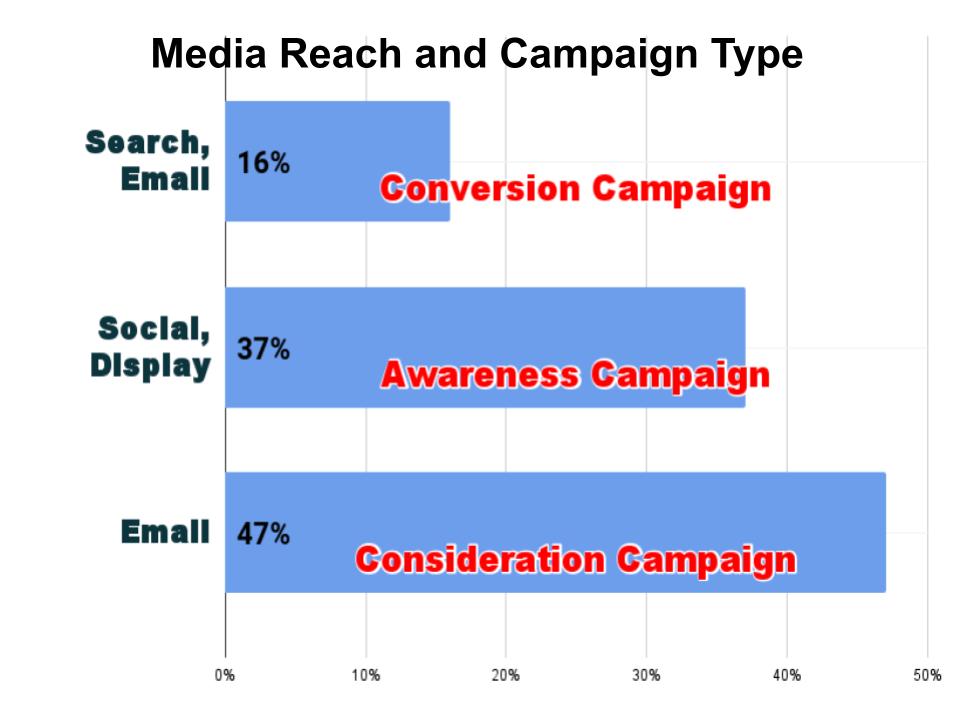 Media Reach and Campaign Type
Search,
Email
16%
Conversion Campaign
Social,
Display
37%
Awareness Campaign
Email
47%
Consideration Campaign
0% 10% 20% 30% 40% 50%